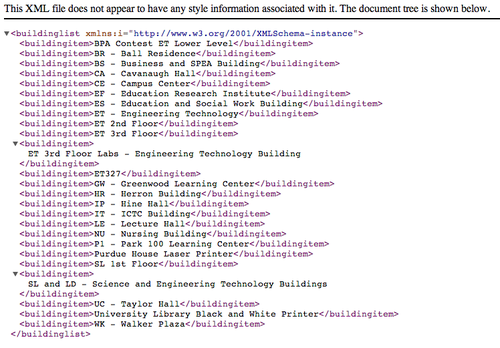 This XML file does not appear to have any style information associated with it. The document tree is shown below.
▼<buildinglist xmlns:i="http://www.w3.org/2001/XMLSchema-instance">
<buildingitem>BPA Contest ET Lower Level</buildingitem>
<buildingitem>BR - Ball Residence</buildingitem>
<buildingitem>BS - Business and SPEA Building</buildingitem>
<buildingitem>CA - Cavanaugh Hall</buildingitem>
<buildingitem>CE - Campus Center</buildingitem>
<buildingitem>EF - Education Research Institute</buildingitem>
<buildingitem>ES - Education and Social Work Building</buildingitem>
<buildingitem>ET - Engineering Technology</buildingitem>
<buildingitem>ET 2nd Floor</buildingitem>
<buildingitem>ET 3rd Floor</buildingitem>
▼<buildingitem>
ET 3rd Floor Labs - Engineering Technology Building
</buildingitem>
<buildingitem>ET327</buildingitem>
<buildingitem>GW - Greenwood Learning Center</buildingitem>
<buildingitem>HR - Herron Building</buildingitem>
<buildingitem>IP - Hine Hall</buildingitem>
<buildingitem>IT - ICTC Building</buildingitem>
<buildingitem>LE - Lecture Hall</buildingitem>
<buildingitem>NU - Nursing Building</buildingitem>
<buildingitem>P1 - Park 100 Learning Center</buildingitem>
<buildingitem>Purdue House Laser Printer</buildingitem>
<buildingitem>SL 1st Floor</buildingitem>
▼<buildingitem>
SL and LD - Science and Engineering Technology Buildings
</buildingitem>
<buildingitem>UC - Taylor Hall</buildingitem>
<buildingitem>University Library Black and White Printer</buildingitem>
<buildingitem>WK - Walker Plaza</buildingitem>
</buildinglist>